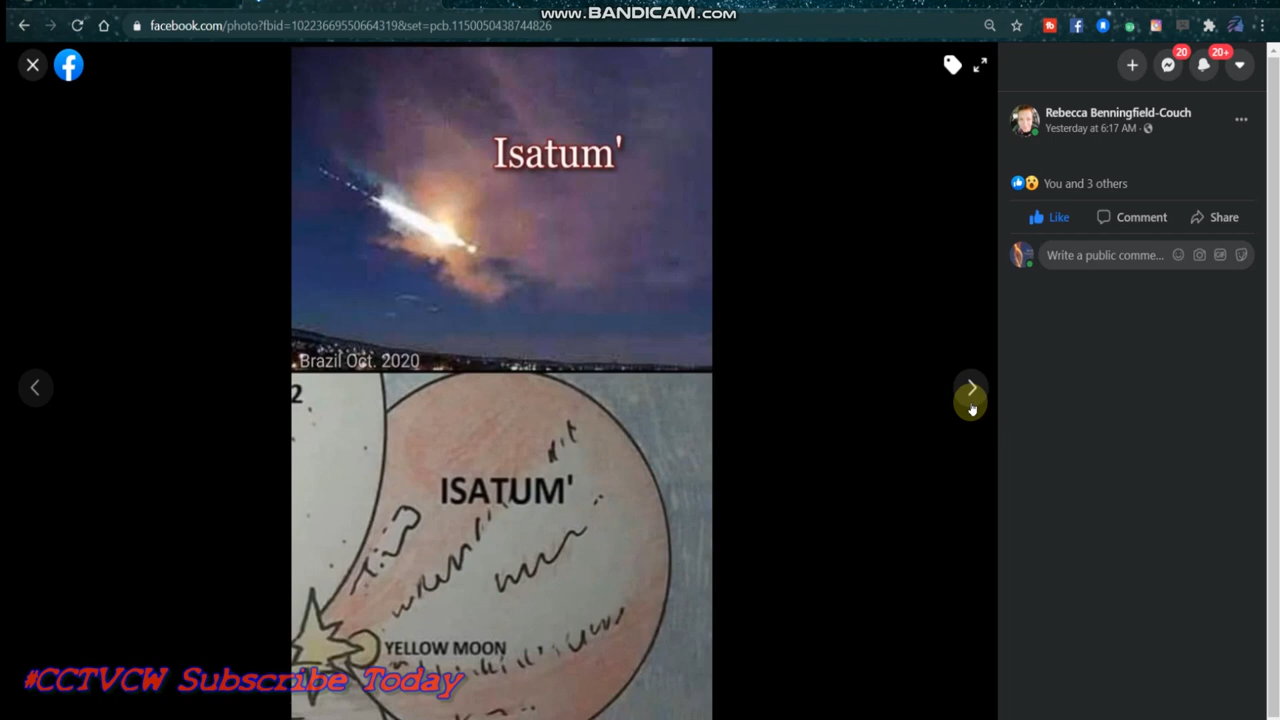 www.BANDICAM.com
facebook.com/photo?fbid=10223669550664319&set=pcb.11500504387448​26
20
20+
Rebecca Benningfield-Couch
Yesterday at 6:17 AM
You and 3 others
Like
Comment
Share
Write a public comme...
Isatum'
Brazil Oct. 2020
2
ISATUM'
YELLOW MOON
#CCTVCW Subscribe Today